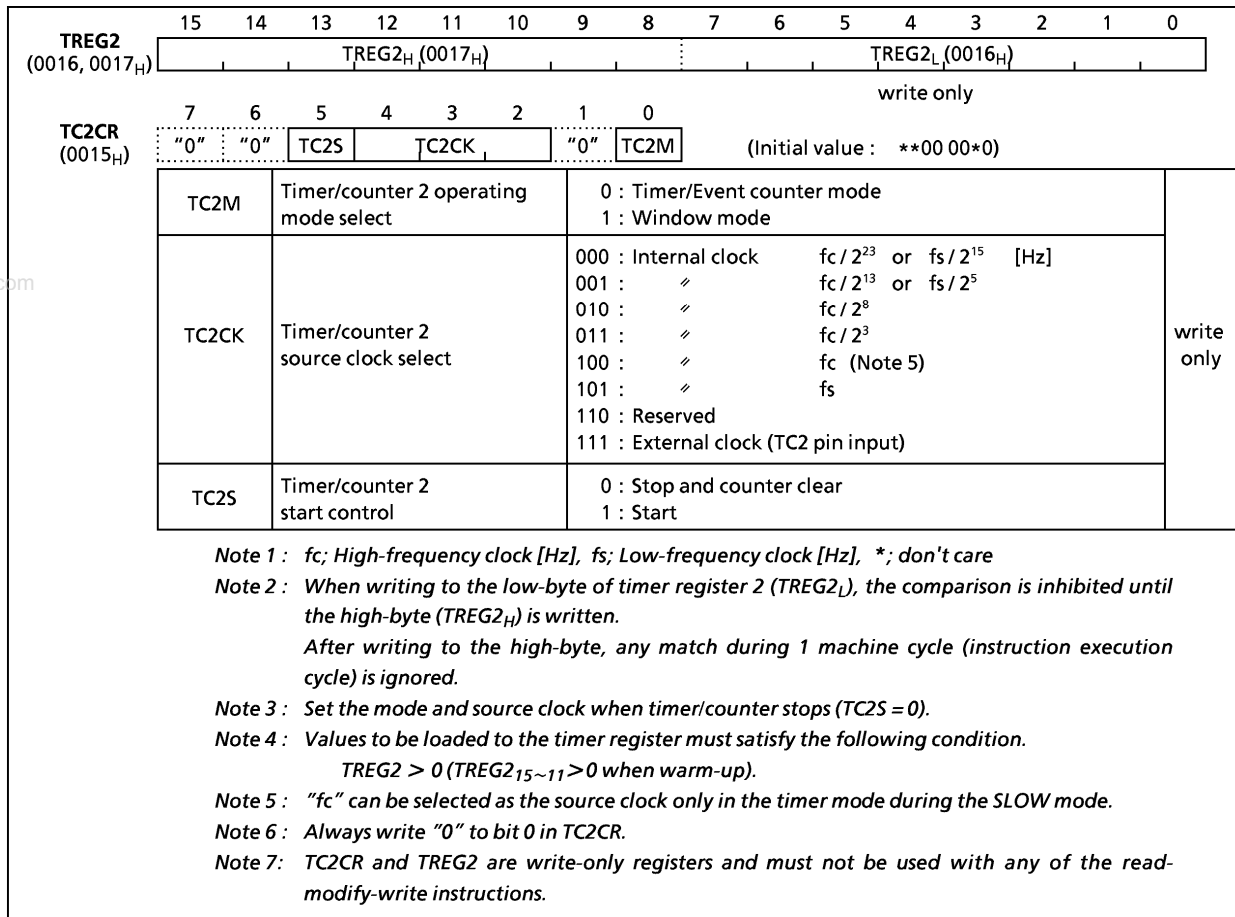 15 14 13 12 11 10 9 8 7 6 5 4 3 2 1 0
TREG2
(0016, 0017H)
TREG2H (0017H) TREG2L (0016H)
write only
7 6 5 4 3 2 1 0
TC2CR
(0015H)
"0" "0" TC2S TC2CK "0" TC2M (Initial value : **00 00*0)
TC2M Timer/counter 2 operating mode select
0 : Timer/Event counter mode
1 : Window mode
TC2CK Timer/counter 2 source clock select
000 : Internal clock fc / 2²³ or fs / 2¹⁵ [Hz]
001 : 〃 fc / 2¹³ or fs / 2⁵
010 : 〃 fc / 2⁸
011 : 〃 fc / 2³
100 : 〃 fc (Note 5)
101 : 〃 fs
110 : Reserved
111 : External clock (TC2 pin input)
write only
TC2S Timer/counter 2 start control
0 : Stop and counter clear
1 : Start
com
Note 1 : fc; High-frequency clock [Hz], fs; Low-frequency clock [Hz], *; don't care
Note 2 : When writing to the low-byte of timer register 2 (TREG2L), the comparison is inhibited until
the high-byte (TREG2H) is written.
After writing to the high-byte, any match during 1 machine cycle (instruction execution
cycle) is ignored.
Note 3 : Set the mode and source clock when timer/counter stops (TC2S = 0).
Note 4 : Values to be loaded to the timer register must satisfy the following condition.
TREG2 > 0 (TREG2₁₅~₁₁ > 0 when warm-up).
Note 5 : "fc" can be selected as the source clock only in the timer mode during the SLOW mode.
Note 6 : Always write "0" to bit 0 in TC2CR.
Note 7: TC2CR and TREG2 are write-only registers and must not be used with any of the read-
modify-write instructions.